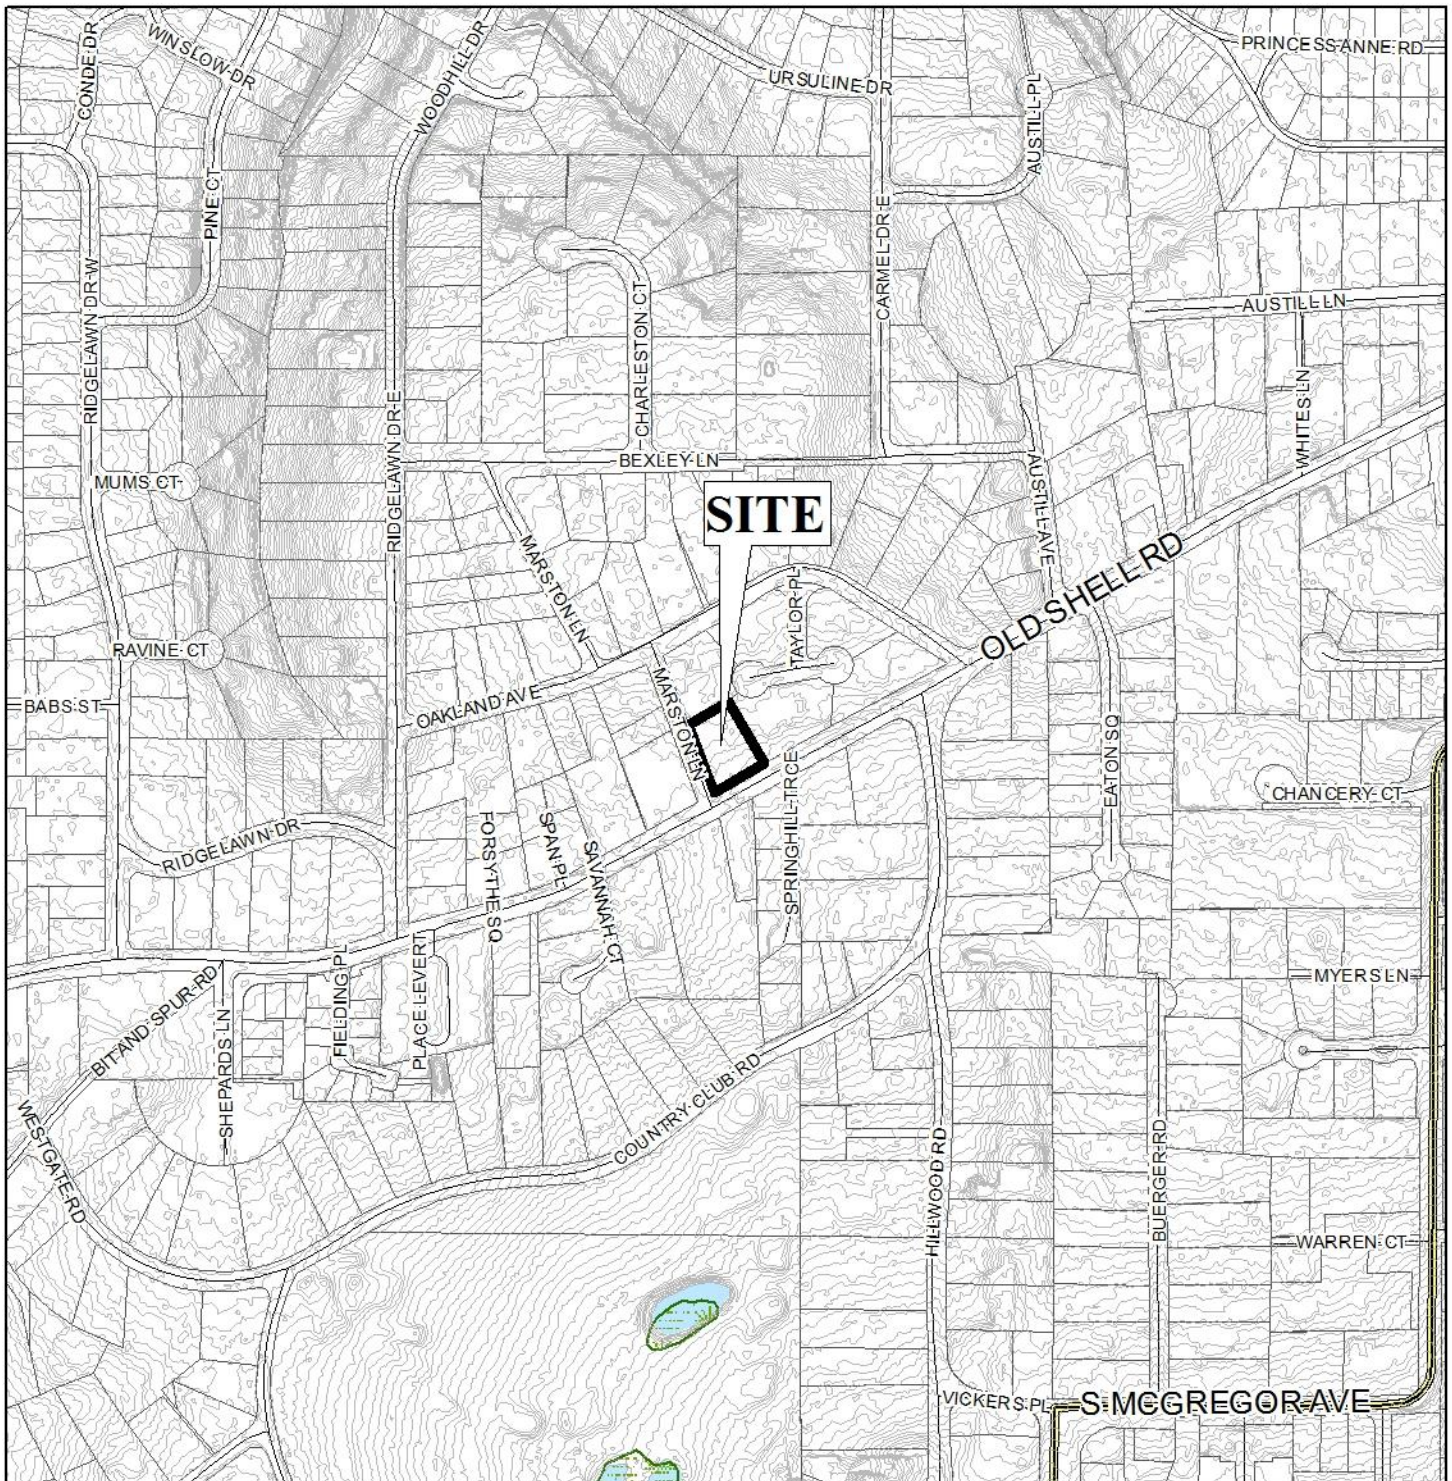 CONDE DR
WINSLOW DR
WOODHILL DR
URSULINE DR
PRINCESS ANNE RD
AUSTILL PL
PINE CT
CARMEL DR E
RIDGELAWN DR W
CHARLESTON CT
AUSTILL LN
WHITES LN
RIDGELAWN DR E
BEXLEY LN
MUMS CT
AUSTILL AVE
SITE
MARSTON LN
OLD SHELL RD
TAYLOR PL
RAVINE CT
MARSTON LN
BABS ST
OAKLAND AVE
EATON SQ
SPRINGHILL TRCE
CHANCERY CT
RIDGELAWN DR
FORSYTHE SQ
SPAN PL
SAVANNAH CT
BIT AND SPUR RD
FIELDING PL
PLACE LEVERT
MYERS LN
SHEPARDS LN
COUNTRY CLUB RD
WESTGATE RD
HILLWOOD RD
BUERGER RD
WARREN CT
VICKERS PL
S MCGREGOR AVE